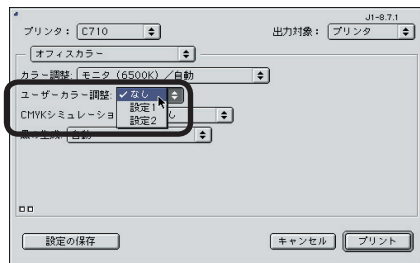 J1-8.7.1
プリンタ： C710 出力対象： プリンタ
オフィスカラー
カラー調整: モニタ（6500K）／自動
ユーザーカラー調整: ✓なし
設定1
CMYKシミュレーショ し
設定2
黒の生成: 自動
設定の保存 キャンセル プリント